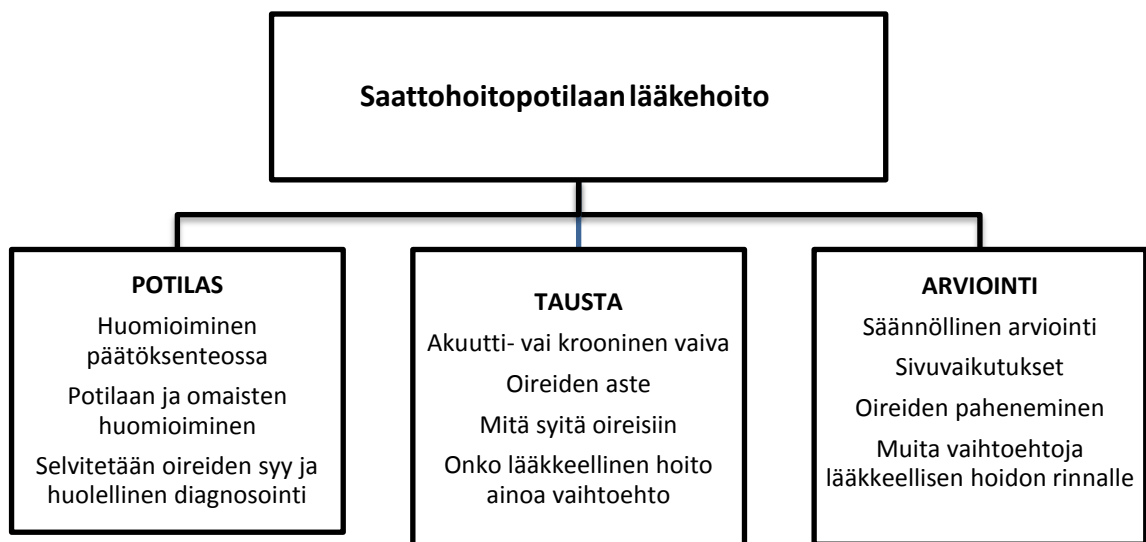 Saattohoitopotilaan lääkehoito
POTILAS
Huomioiminen
päätöksenteossa
Potilaan ja omaisten
huomioiminen
Selvitetään oireiden syy ja
huolellinen diagnosointi
TAUSTA
Akuutti- vai krooninen vaiva
Oireiden aste
Mitä syitä oireisiin
Onko lääkkeellinen hoito
ainoa vaihtoehto
ARVIOINTI
Säännöllinen arviointi
Sivuvaikutukset
Oireiden paheneminen
Muita vaihtoehtoja
lääkkeellisen hoidon rinnalle